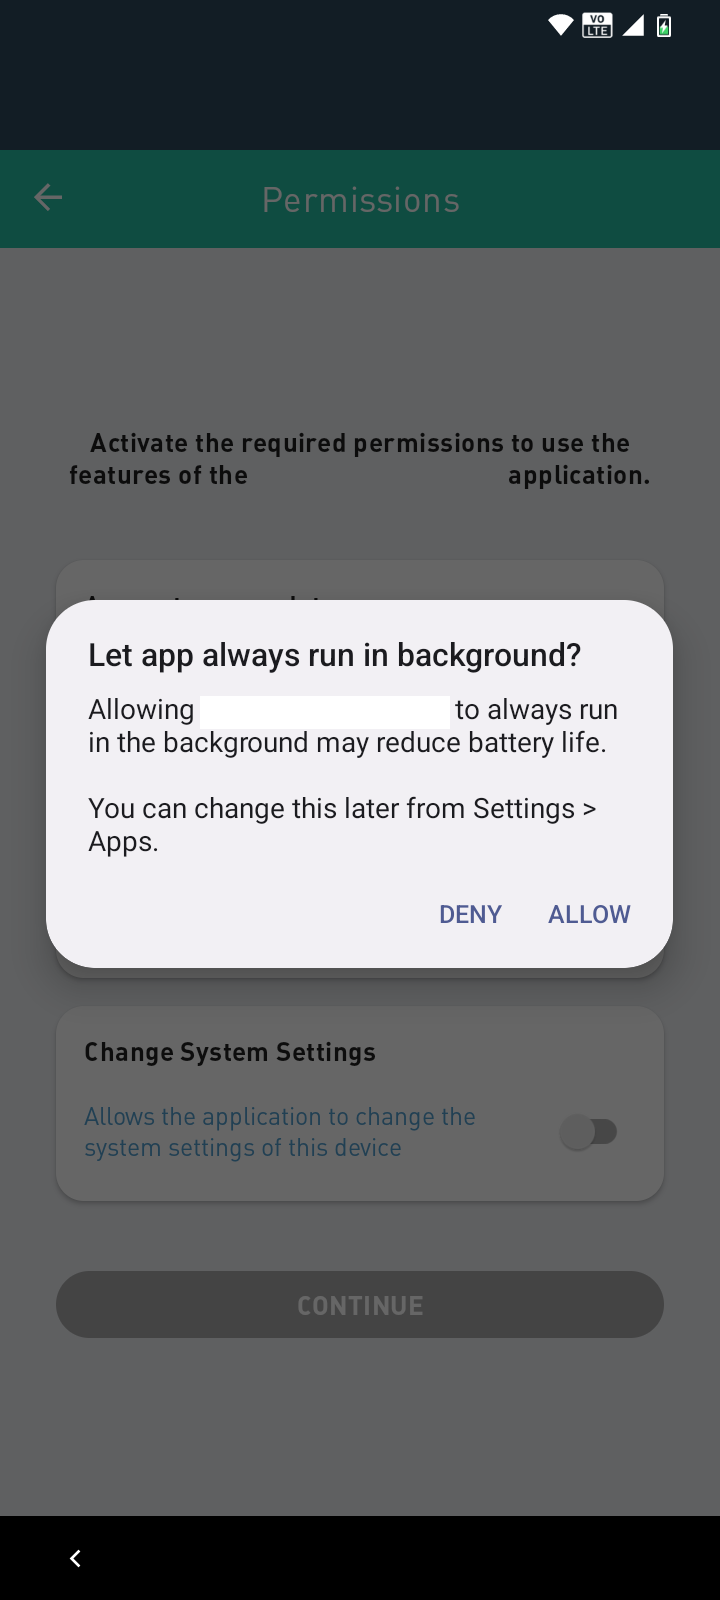 VO
LTE
Permissions
Activate the required permissions to use the
features of the application.
Let app always run in background?
Allowing to always run
in the background may reduce battery life.
You can change this later from Settings >
Apps.
DENY ALLOW
Change System Settings
Allows the application to change the
system settings of this device
CONTINUE